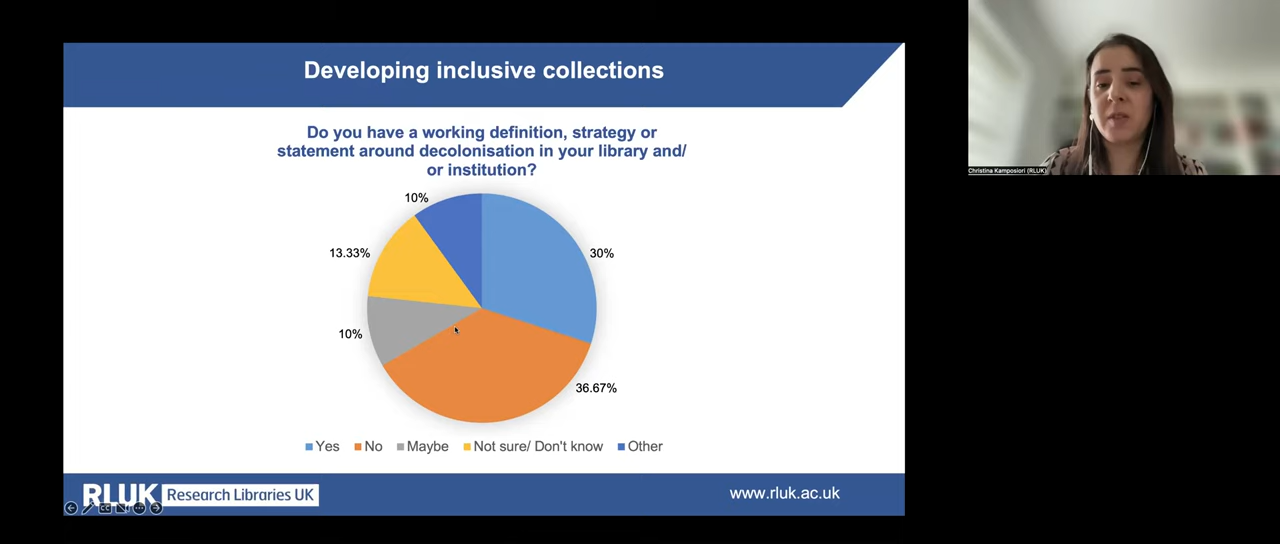 Developing inclusive collections
Do you have a working definition, strategy or
statement around decolonisation in your library and/
or institution?
10%
13.33%
30%
10%
36.67%
Yes No Maybe Not sure/ Don't know Other
RLUK Research Libraries UK
www.rluk.ac.uk
Christina Kamposiori (RLUK)